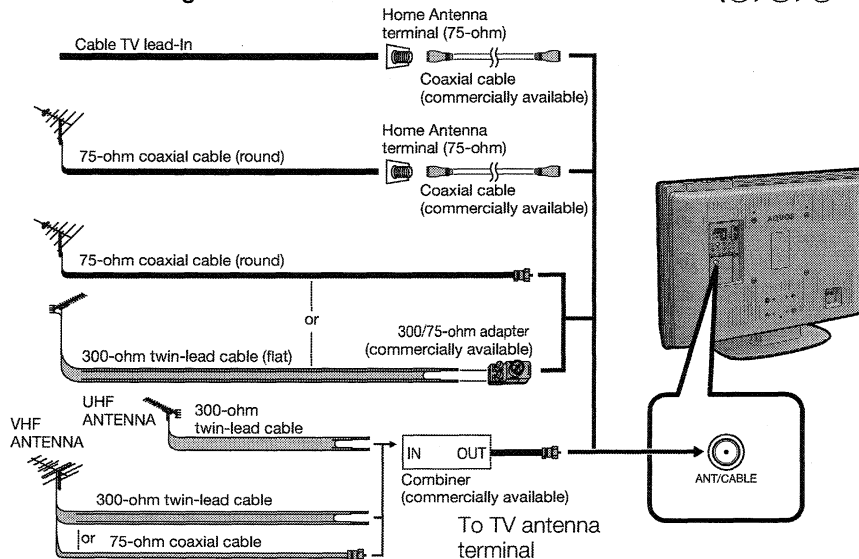 Home Antenna
terminal (75-ohm)
Cable TV lead-In
Coaxial cable
(commercially available)
Home Antenna
terminal (75-ohm)
75-ohm coaxial cable (round)
Coaxial cable
(commercially available)
75-ohm coaxial cable (round)
or
300/75-ohm adapter
(commercially available)
300-ohm twin-lead cable (flat)
UHF
ANTENNA
300-ohm
twin-lead cable
VHF
ANTENNA
IN OUT
Combiner
(commercially available)
300-ohm twin-lead cable
or 75-ohm coaxial cable
To TV antenna
terminal
ANT/CABLE